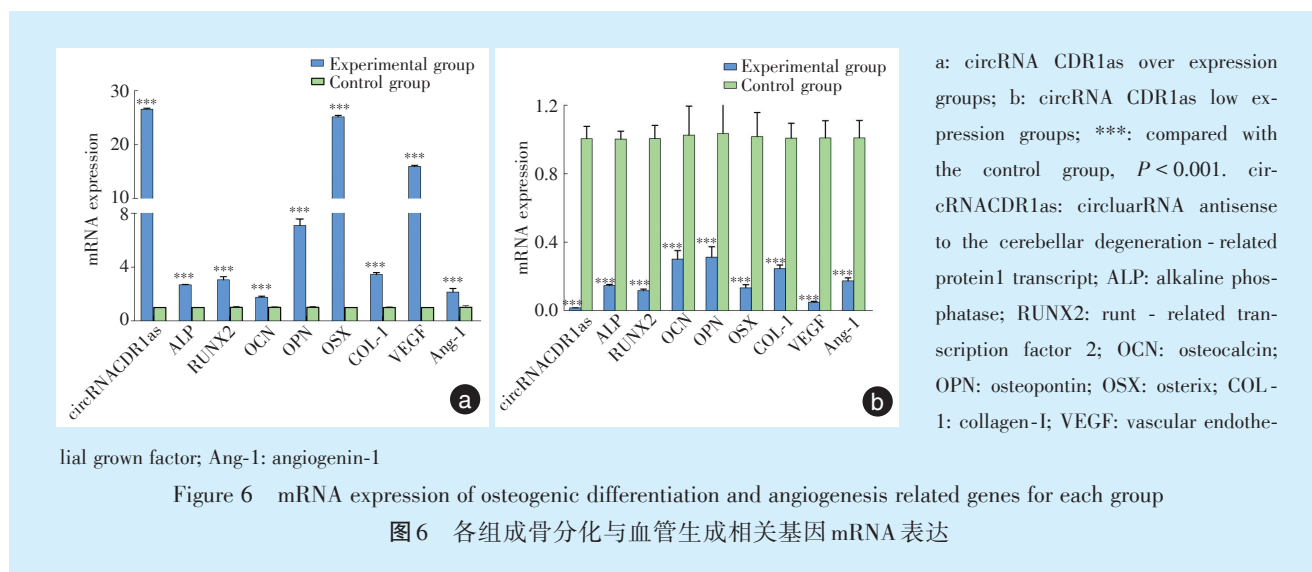 Experimental group
Control group
***
***
***
***
***
***
***
***
***
mRNA expression
30
20
10
8
4
0
circRNACDR1as
ALP
RUNX2
OCN
OPN
OSX
COL-1
VEGF
Ang-1
a
Experimental group
Control group
mRNA expression
1.2
0.8
0.4
0.0
***
***
***
***
***
***
***
***
***
circRNACDR1as
ALP
RUNX2
OCN
OPN
OSX
COL-1
VEGF
Ang-1
b
a: circRNA CDR1as over expression
groups; b: circRNA CDR1as low ex-
pression groups; ***: compared with
the control group, P < 0.001. cir-
cRNACDR1as: circluarRNA antisense
to the cerebellar degeneration - related
protein1 transcript; ALP: alkaline phos-
phatase; RUNX2: runt - related tran-
scription factor 2; OCN: osteocalcin;
OPN: osteopontin; OSX: osterix; COL-
1: collagen-I; VEGF: vascular endothe-
lial grown factor; Ang-1: angiogenin-1
Figure 6 mRNA expression of osteogenic differentiation and angiogenesis related genes for each group
图6 各组成骨分化与血管生成相关基因 mRNA 表达